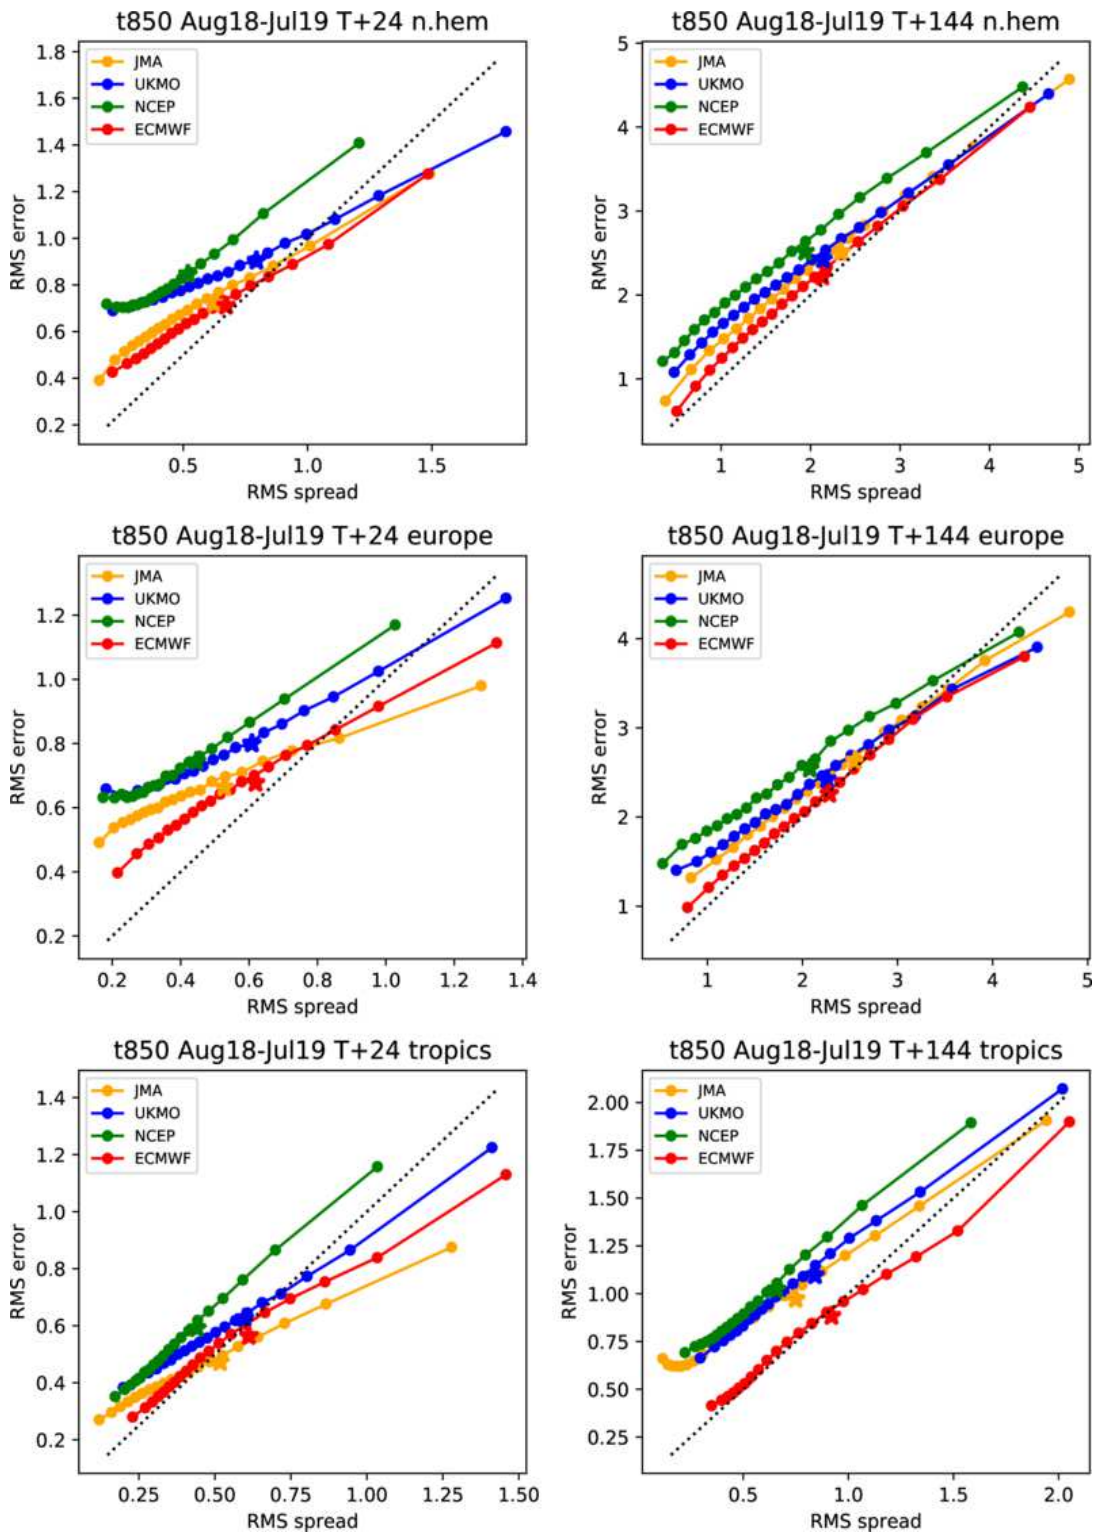 t850 Aug18-Jul19 T+24 n.hem
1.8
1.6
1.4
1.2
1.0
0.8
0.6
0.4
0.2
RMS error
JMA
UKMO
NCEP
ECMWF
0.5 1.0 1.5
RMS spread
t850 Aug18-Jul19 T+144 n.hem
5
4
3
2
1
RMS error
JMA
UKMO
NCEP
ECMWF
1 2 3 4 5
RMS spread
t850 Aug18-Jul19 T+24 europe
1.2
1.0
0.8
0.6
0.4
0.2
RMS error
JMA
UKMO
NCEP
ECMWF
0.2 0.4 0.6 0.8 1.0 1.2 1.4
RMS spread
t850 Aug18-Jul19 T+144 europe
4
3
2
1
RMS error
JMA
UKMO
NCEP
ECMWF
1 2 3 4 5
RMS spread
t850 Aug18-Jul19 T+24 tropics
1.4
1.2
1.0
0.8
0.6
0.4
0.2
RMS error
JMA
UKMO
NCEP
ECMWF
0.25 0.50 0.75 1.00 1.25 1.50
RMS spread
t850 Aug18-Jul19 T+144 tropics
2.00
1.75
1.50
1.25
1.00
0.75
0.50
0.25
RMS error
JMA
UKMO
NCEP
ECMWF
0.5 1.0 1.5 2.0
RMS spread